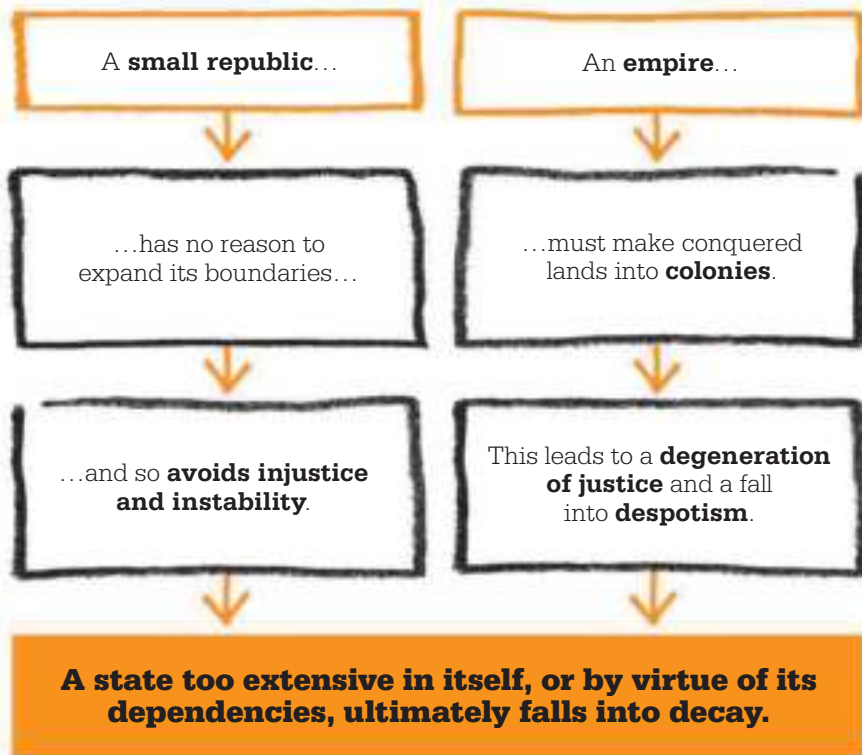 A small republic…
An empire…
…has no reason to
expand its boundaries…
…must make conquered
lands into colonies.
…and so avoids injustice
and instability.
This leads to a degeneration
of justice and a fall
into despotism.
A state too extensive in itself, or by virtue of its
dependencies, ultimately falls into decay.